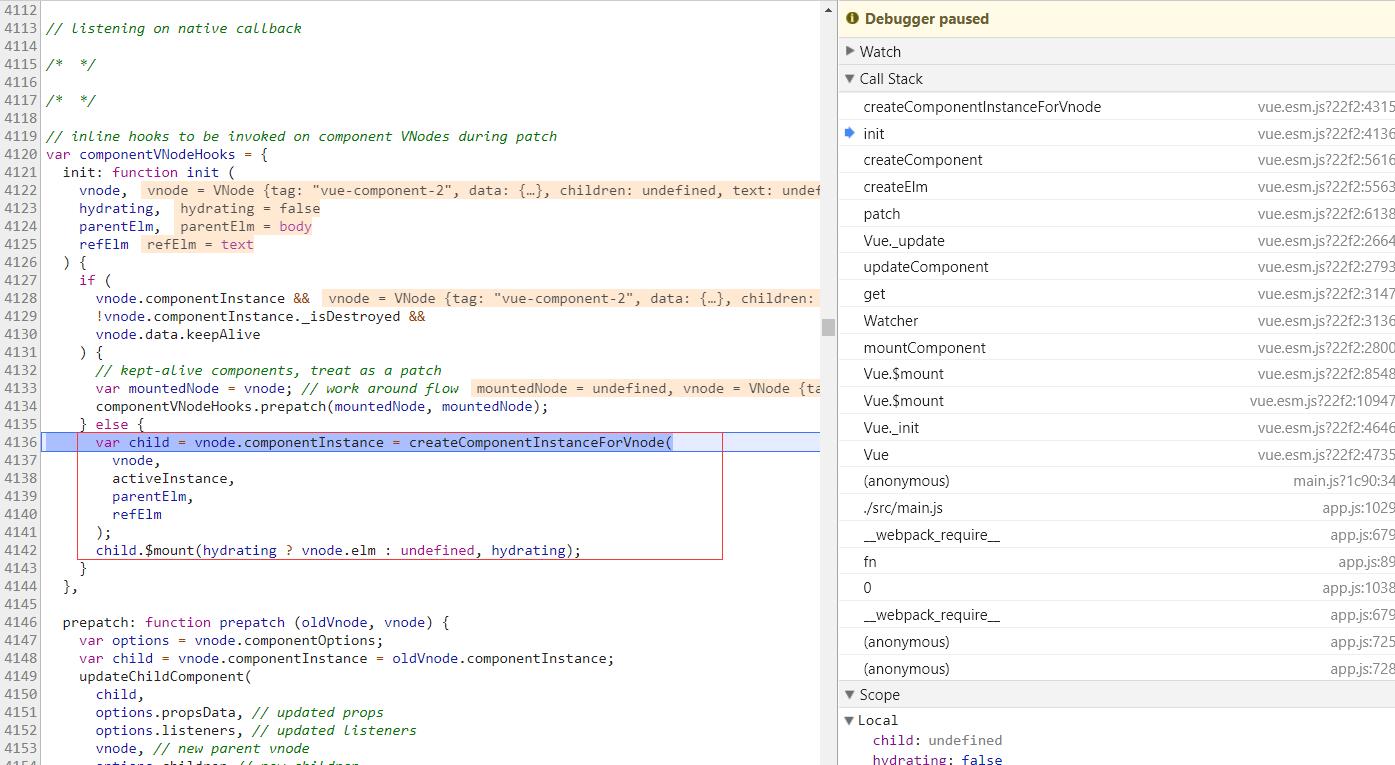 4112
4113 // listening on native callback
4114
4115 /*  */
4116
4117 /*  */
4118
4119 // inline hooks to be invoked on component VNodes during patch
4120 var componentVNodeHooks = {
4121   init: function init (
4122     vnode,  vnode = VNode {tag: "vue-component-2", data: {…}, children: undefined, text: undef
4123     hydrating,  hydrating = false
4124     parentElm,  parentElm = body
4125     refElm  refElm = text
4126   ) {
4127     if (
4128       vnode.componentInstance &&  vnode = VNode {tag: "vue-component-2", data: {…}, children:
4129       !vnode.componentInstance._isDestroyed &&
4130       vnode.data.keepAlive
4131     ) {
4132       // kept-alive components, treat as a patch
4133       var mountedNode = vnode; // work around flow  mountedNode = undefined, vnode = VNode {ta
4134       componentVNodeHooks.prepatch(mountedNode, mountedNode);
4135     } else {
4136       var child = vnode.componentInstance = createComponentInstanceForVnode(
4137         vnode,
4138         activeInstance,
4139         parentElm,
4140         refElm
4141       );
4142       child.$mount(hydrating ? vnode.elm : undefined, hydrating);
4143     }
4144   },
4145
4146   prepatch: function prepatch (oldVnode, vnode) {
4147     var options = vnode.componentOptions;
4148     var child = vnode.componentInstance = oldVnode.componentInstance;
4149     updateChildComponent(
4150       child,
4151       options.propsData, // updated props
4152       options.listeners, // updated listeners
4153       vnode, // new parent vnode
4154       options.children // new children
Debugger paused
Watch
Call Stack
createComponentInstanceForVnode vue.esm.js?22f2:4315
init vue.esm.js?22f2:4136
createComponent vue.esm.js?22f2:5616
createElm vue.esm.js?22f2:5563
patch vue.esm.js?22f2:6138
Vue._update vue.esm.js?22f2:2664
updateComponent vue.esm.js?22f2:2793
get vue.esm.js?22f2:3147
Watcher vue.esm.js?22f2:3136
mountComponent vue.esm.js?22f2:2800
Vue.$mount vue.esm.js?22f2:8548
Vue.$mount vue.esm.js?22f2:10947
Vue._init vue.esm.js?22f2:4646
Vue vue.esm.js?22f2:4735
(anonymous) main.js?1c90:34
./src/main.js app.js:1029
__webpack_require__ app.js:679
fn app.js:89
0 app.js:1038
__webpack_require__ app.js:679
(anonymous) app.js:725
(anonymous) app.js:728
Scope
Local
child: undefined
hydrating: false